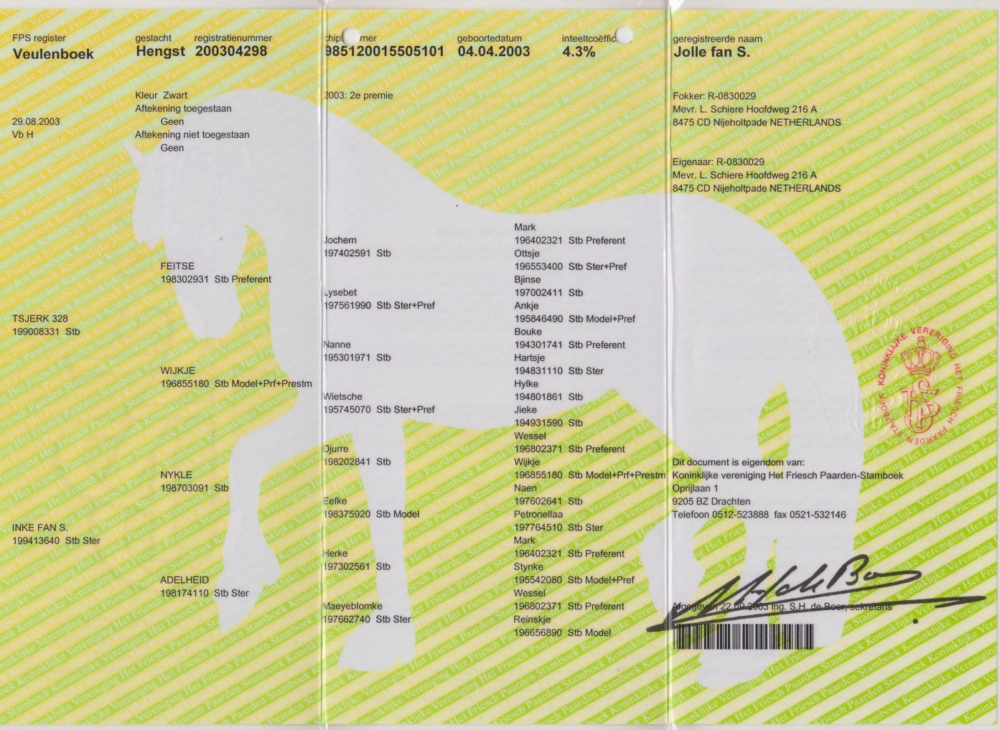 FPS register
Veulenboek
geslacht
Hengst
registratienummer
200304298
985120015505101
geboortedatum
04.04.2003
4.3%
geregistreerde naam
Jolle fan S.
29.08.2003
Vb H
Kleur Zwart
Aftekening toegestaan
Geen
Aftekening niet toegestaan
Geen
2003: 2e premie
Fokker: R-0830029
Mevr. L. Schiere Hoofdweg 216 A
8475 CD Nijeholtpade NETHERLANDS
Eigenaar: R-0830029
Mevr. L. Schiere Hoofdweg 216 A
8475 CD Nijeholtpade NETHERLANDS
TSJERK 328
199008331 Stb
INKE FAN S.
199413640 Stb Ster
FEITSE
198302931 Stb Preferent
WIJKJE
196855180 Stb Model+Prf+Prestm
NYKLE
198703091 Stb
ADELHEID
198174110 Stb Ster
Jochem
197402591 Stb
Lysebet
197561990 Stb Ster+Pref
Nanne
195301971 Stb
Wietsche
195745070 Stb Ster+Pref
Djurre
198202841 Stb
Eefke
198375920 Stb Model
Herke
197302561 Stb
Maeyeblomke
197662740 Stb Ster
Mark
196402321 Stb Preferent
Ottsje
196553400 Stb Ster+Pref
Bjinse
197002411 Stb
Ankje
195846490 Stb Model+Pref
Bouke
194301741 Stb Preferent
Hartsje
194831110 Stb Ster
Hylke
194801861 Stb
Jieke
194931590 Stb
Wessel
196802371 Stb Preferent
Wijkje
196855180 Stb Model+Prf+Prestm
Naen
197602641 Stb
Petronellaa
197764510 Stb Ster
Mark
196402321 Stb Preferent
Stynke
195542080 Stb Model+Pref
Wessel
196802371 Stb Preferent
Reinskje
196656890 Stb Model
KONINKLIJKE VERERIGING HET FRIESCH PAARDEN STAMBOEK
Dit document is eigendom van:
Koninklijke vereniging Het Friesch Paarden-Stamboek
Oprijlaan 1
9205 BZ Drachten
Telefoon 0512-523888 fax 0521-532146
Afgegeven 22.09.2003 ing. S.H. de Boer, sekretaris